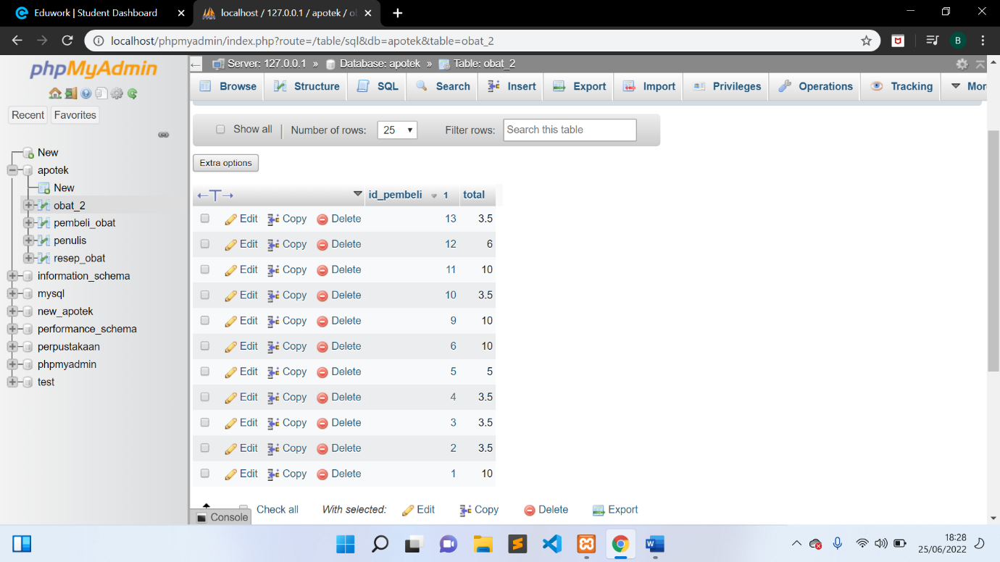 Eduwork | Student Dashboard
localhost / 127.0.0.1 / apotek / ob
localhost/phpmyadmin/index.php?route=/table/sql&db=apotek&table=obat_2
B
phpMyAdmin
Recent Favorites
New
apotek
New
obat_2
pembeli_obat
penulis
resep_obat
information_schema
mysql
new_apotek
performance_schema
perpustakaan
phpmyadmin
test
Server: 127.0.0.1 » Database: apotek » Table: obat_2
Browse Structure SQL Search Insert Export Import Privileges Operations Tracking Mor
Show all | Number of rows: 25 Filter rows: Search this table
Extra options
←T→ id_pembeli 1 total
Edit Copy Delete 13 3.5
Edit Copy Delete 12 6
Edit Copy Delete 11 10
Edit Copy Delete 10 3.5
Edit Copy Delete 9 10
Edit Copy Delete 6 10
Edit Copy Delete 5 5
Edit Copy Delete 4 3.5
Edit Copy Delete 3 3.5
Edit Copy Delete 2 3.5
Edit Copy Delete 1 10
Check all With selected: Edit Copy Delete Export
Console
18:28
25/06/2022